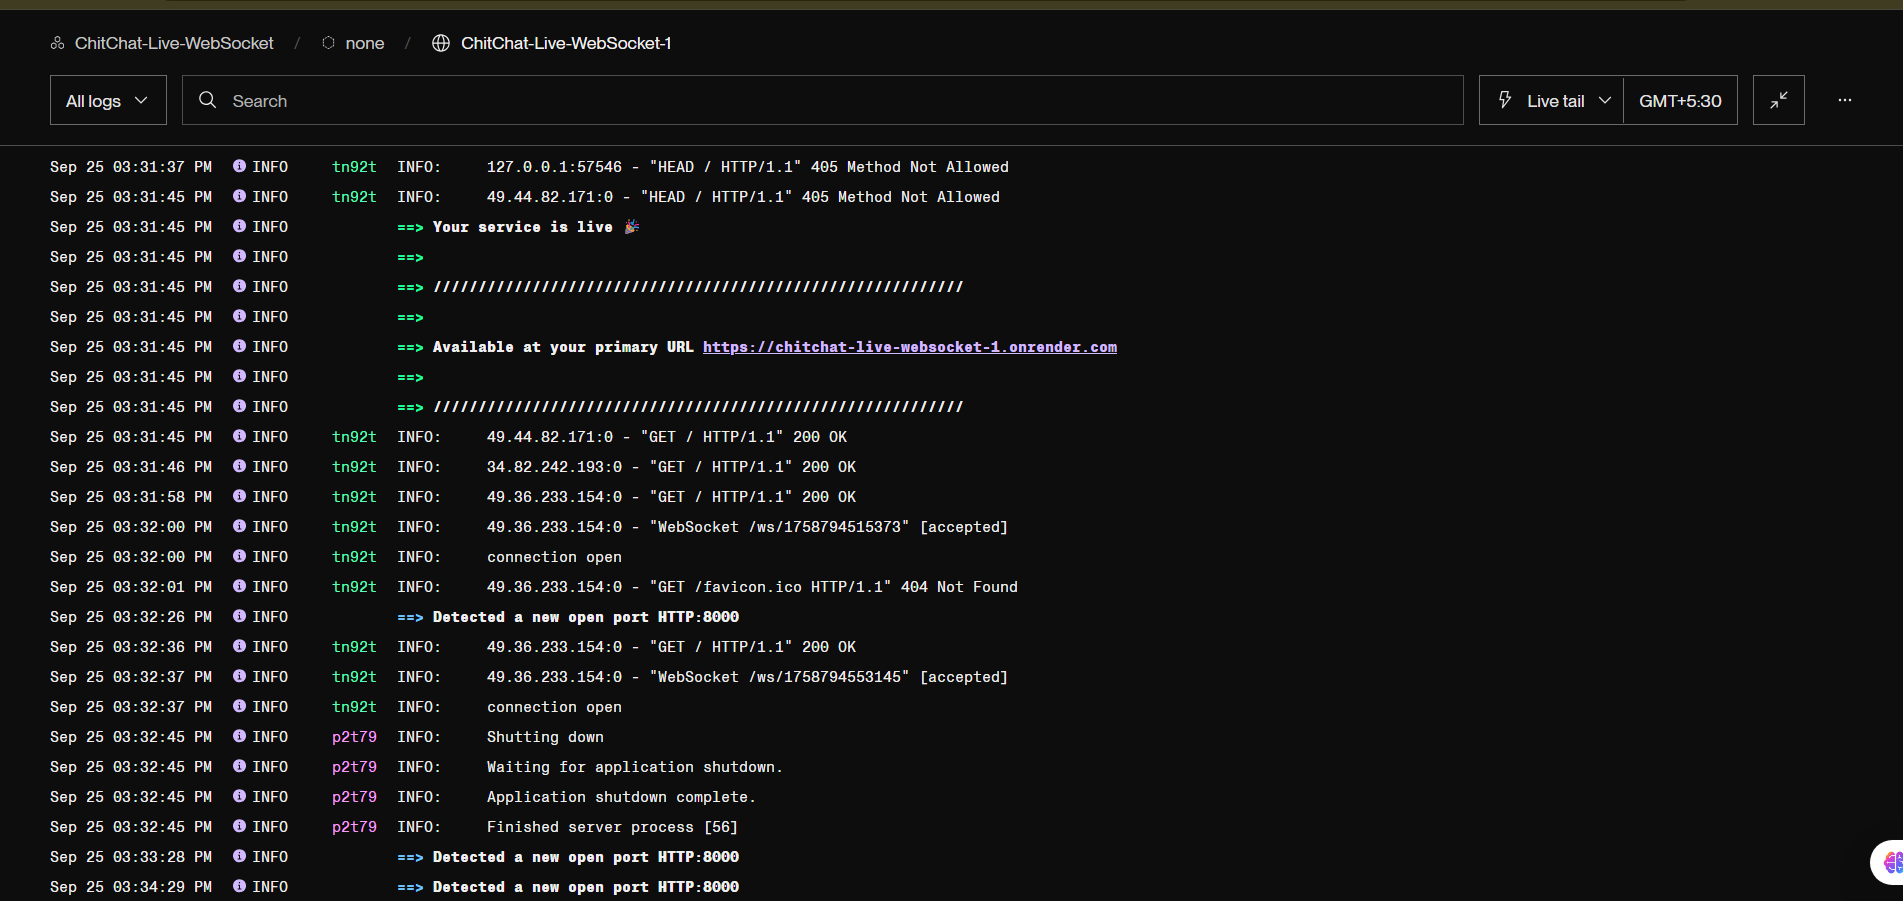 ChitChat-Live-WebSocket / none / ChitChat-Live-WebSocket-1
All logs Search Live tail GMT+5:30 ...
Sep 25 03:31:37 PM INFO tn92t INFO: 127.0.0.1:57546 - "HEAD / HTTP/1.1" 405 Method Not Allowed
Sep 25 03:31:45 PM INFO tn92t INFO: 49.44.82.171:0 - "HEAD / HTTP/1.1" 405 Method Not Allowed
Sep 25 03:31:45 PM INFO ==> Your service is live 🎉
Sep 25 03:31:45 PM INFO ==>
Sep 25 03:31:45 PM INFO ==> ///////////////////////////////////////////////////////////
Sep 25 03:31:45 PM INFO ==>
Sep 25 03:31:45 PM INFO ==> Available at your primary URL https://chitchat-live-websocket-1.onrender.com
Sep 25 03:31:45 PM INFO ==>
Sep 25 03:31:45 PM INFO ==> ///////////////////////////////////////////////////////////
Sep 25 03:31:45 PM INFO tn92t INFO: 49.44.82.171:0 - "GET / HTTP/1.1" 200 OK
Sep 25 03:31:46 PM INFO tn92t INFO: 34.82.242.193:0 - "GET / HTTP/1.1" 200 OK
Sep 25 03:31:58 PM INFO tn92t INFO: 49.36.233.154:0 - "GET / HTTP/1.1" 200 OK
Sep 25 03:32:00 PM INFO tn92t INFO: 49.36.233.154:0 - "WebSocket /ws/1758794515373" [accepted]
Sep 25 03:32:00 PM INFO tn92t INFO: connection open
Sep 25 03:32:01 PM INFO tn92t INFO: 49.36.233.154:0 - "GET /favicon.ico HTTP/1.1" 404 Not Found
Sep 25 03:32:26 PM INFO ==> Detected a new open port HTTP:8000
Sep 25 03:32:36 PM INFO tn92t INFO: 49.36.233.154:0 - "GET / HTTP/1.1" 200 OK
Sep 25 03:32:37 PM INFO tn92t INFO: 49.36.233.154:0 - "WebSocket /ws/1758794553145" [accepted]
Sep 25 03:32:37 PM INFO tn92t INFO: connection open
Sep 25 03:32:45 PM INFO p2t79 INFO: Shutting down
Sep 25 03:32:45 PM INFO p2t79 INFO: Waiting for application shutdown.
Sep 25 03:32:45 PM INFO p2t79 INFO: Application shutdown complete.
Sep 25 03:32:45 PM INFO p2t79 INFO: Finished server process [56]
Sep 25 03:33:28 PM INFO ==> Detected a new open port HTTP:8000
Sep 25 03:34:29 PM INFO ==> Detected a new open port HTTP:8000